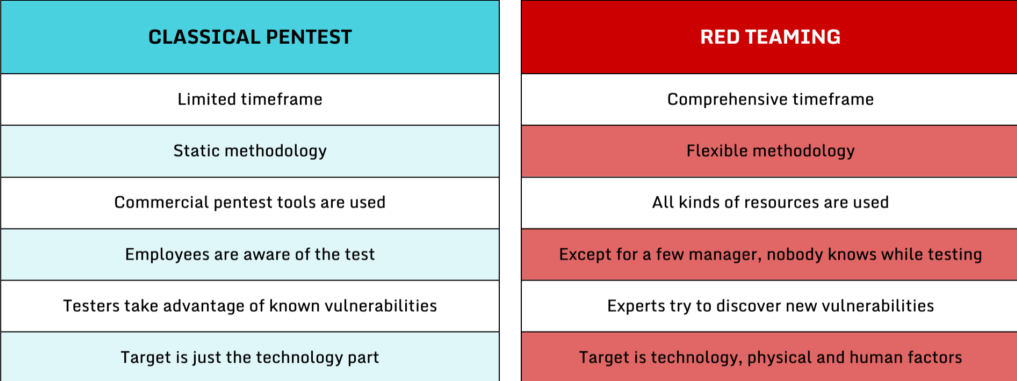 CLASSICAL PENTEST
Limited timeframe
Static methodology
Commercial pentest tools are used
Employees are aware of the test
Testers take advantage of known vulnerabilities
Target is just the technology part
RED TEAMING
Comprehensive timeframe
Flexible methodology
All kinds of resources are used
Except for a few manager, nobody knows while testing
Experts try to discover new vulnerabilities
Target is technology, physical and human factors